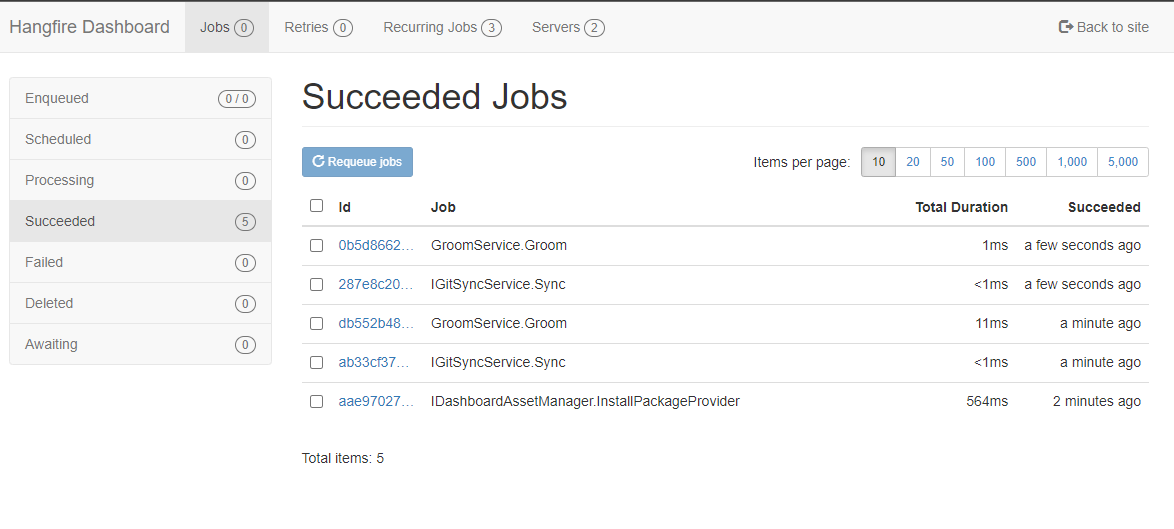 Hangfire Dashboard Jobs 0 Retries 0 Recurring Jobs 3 Servers 2 Back to site
Enqueued 0 / 0
Scheduled 0
Processing 0
Succeeded 5
Failed 0
Deleted 0
Awaiting 0
Succeeded Jobs
Requeue jobs Items per page: 10 20 50 100 500 1,000 5,000
Id Job Total Duration Succeeded
0b5d8662... GroomService.Groom 1ms a few seconds ago
287e8c20... IGitSyncService.Sync <1ms a few seconds ago
db552b48... GroomService.Groom 11ms a minute ago
ab33cf37... IGitSyncService.Sync <1ms a minute ago
aae97027... IDashboardAssetManager.InstallPackageProvider 564ms 2 minutes ago
Total items: 5